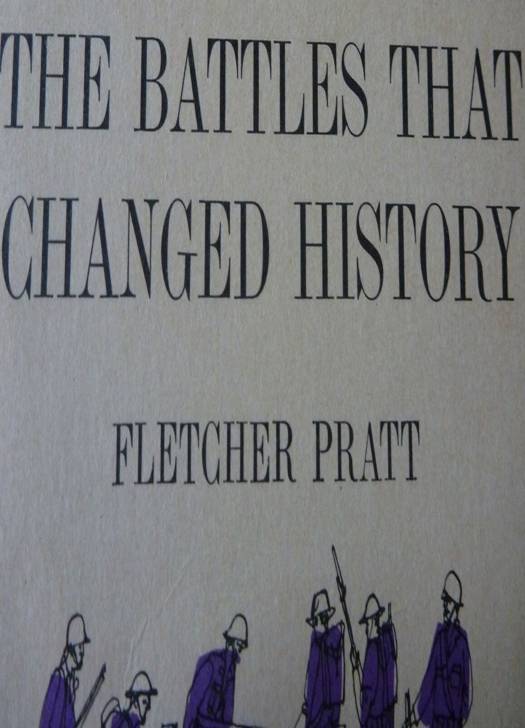 THE BATTLES THAT
CHANGED HISTORY
FLETCHER PRATT